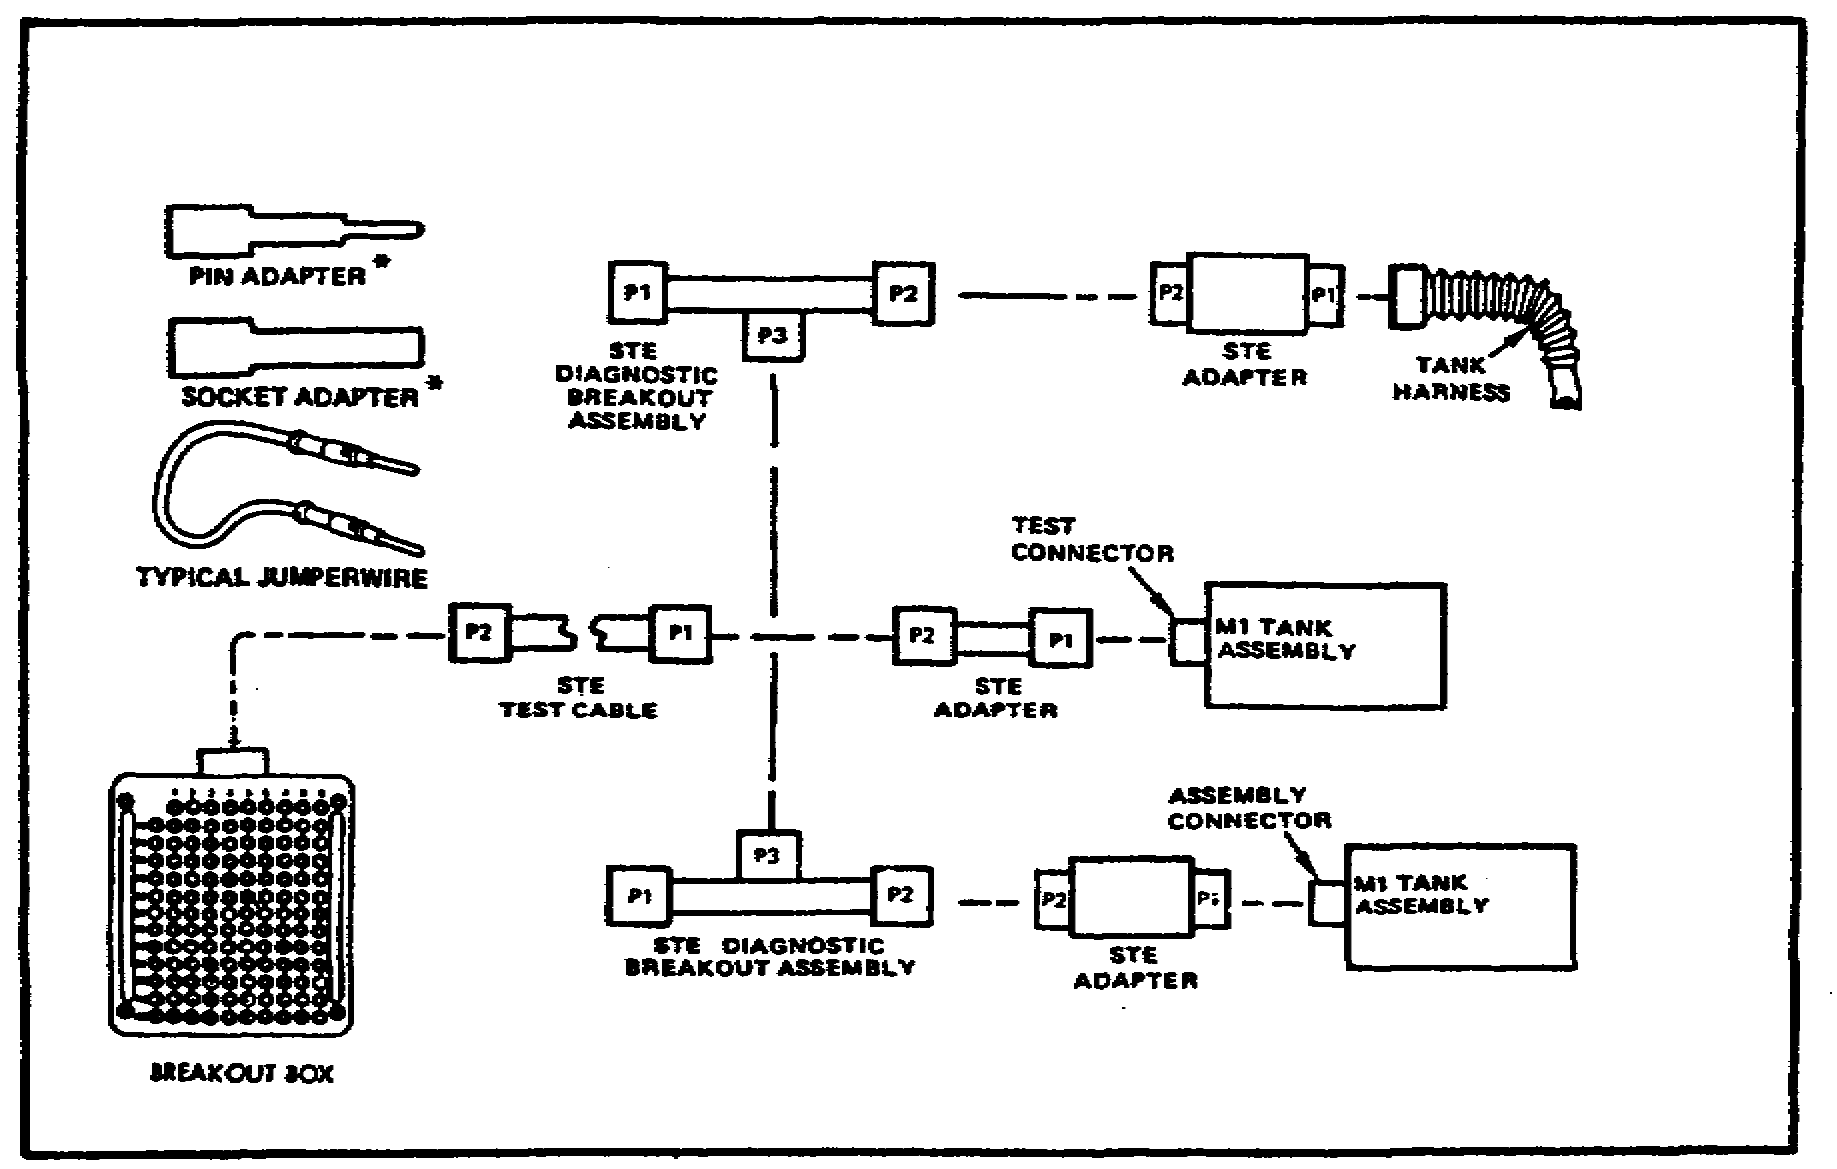 PIN ADAPTER *
SOCKET ADAPTER *
TYPICAL JUMPERWIRE
P1
P2
P3
STE
DIAGNOSTIC
BREAKOUT
ASSEMBLY
P2
P1
STE
ADAPTER
TANK
HARNESS
TEST
CONNECTOR
P2
P1
STE
TEST CABLE
P2
P1
STE
ADAPTER
M1 TANK
ASSEMBLY
BREAKOUT BOX
P3
P1
P2
STE DIAGNOSTIC
BREAKOUT ASSEMBLY
P2
STE
ADAPTER
ASSEMBLY
CONNECTOR
M1 TANK
ASSEMBLY